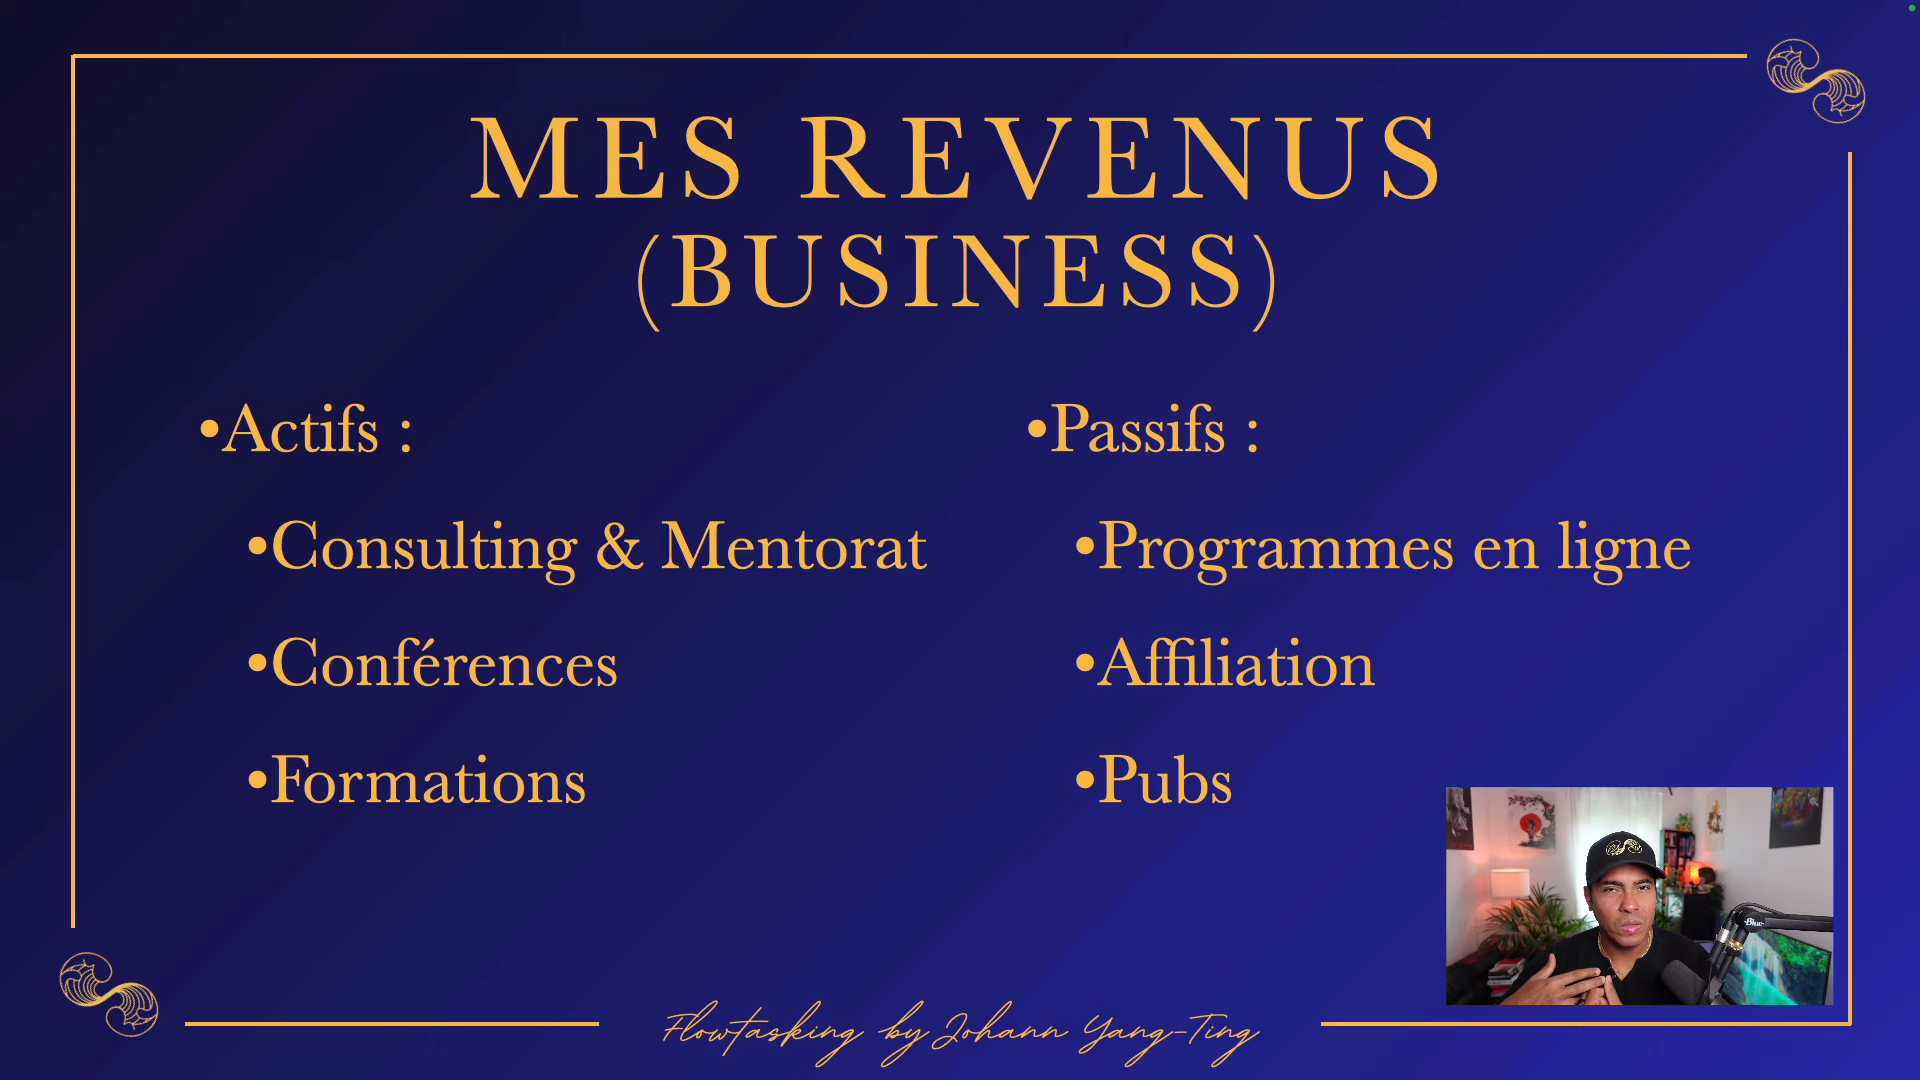 MES REVENUS
(BUSINESS)
•Actifs :
•Consulting & Mentorat
•Conférences
•Formations
•Passifs :
•Programmes en ligne
•Affiliation
•Pubs
Blue
Flowtasking by Johann Yang-Ting